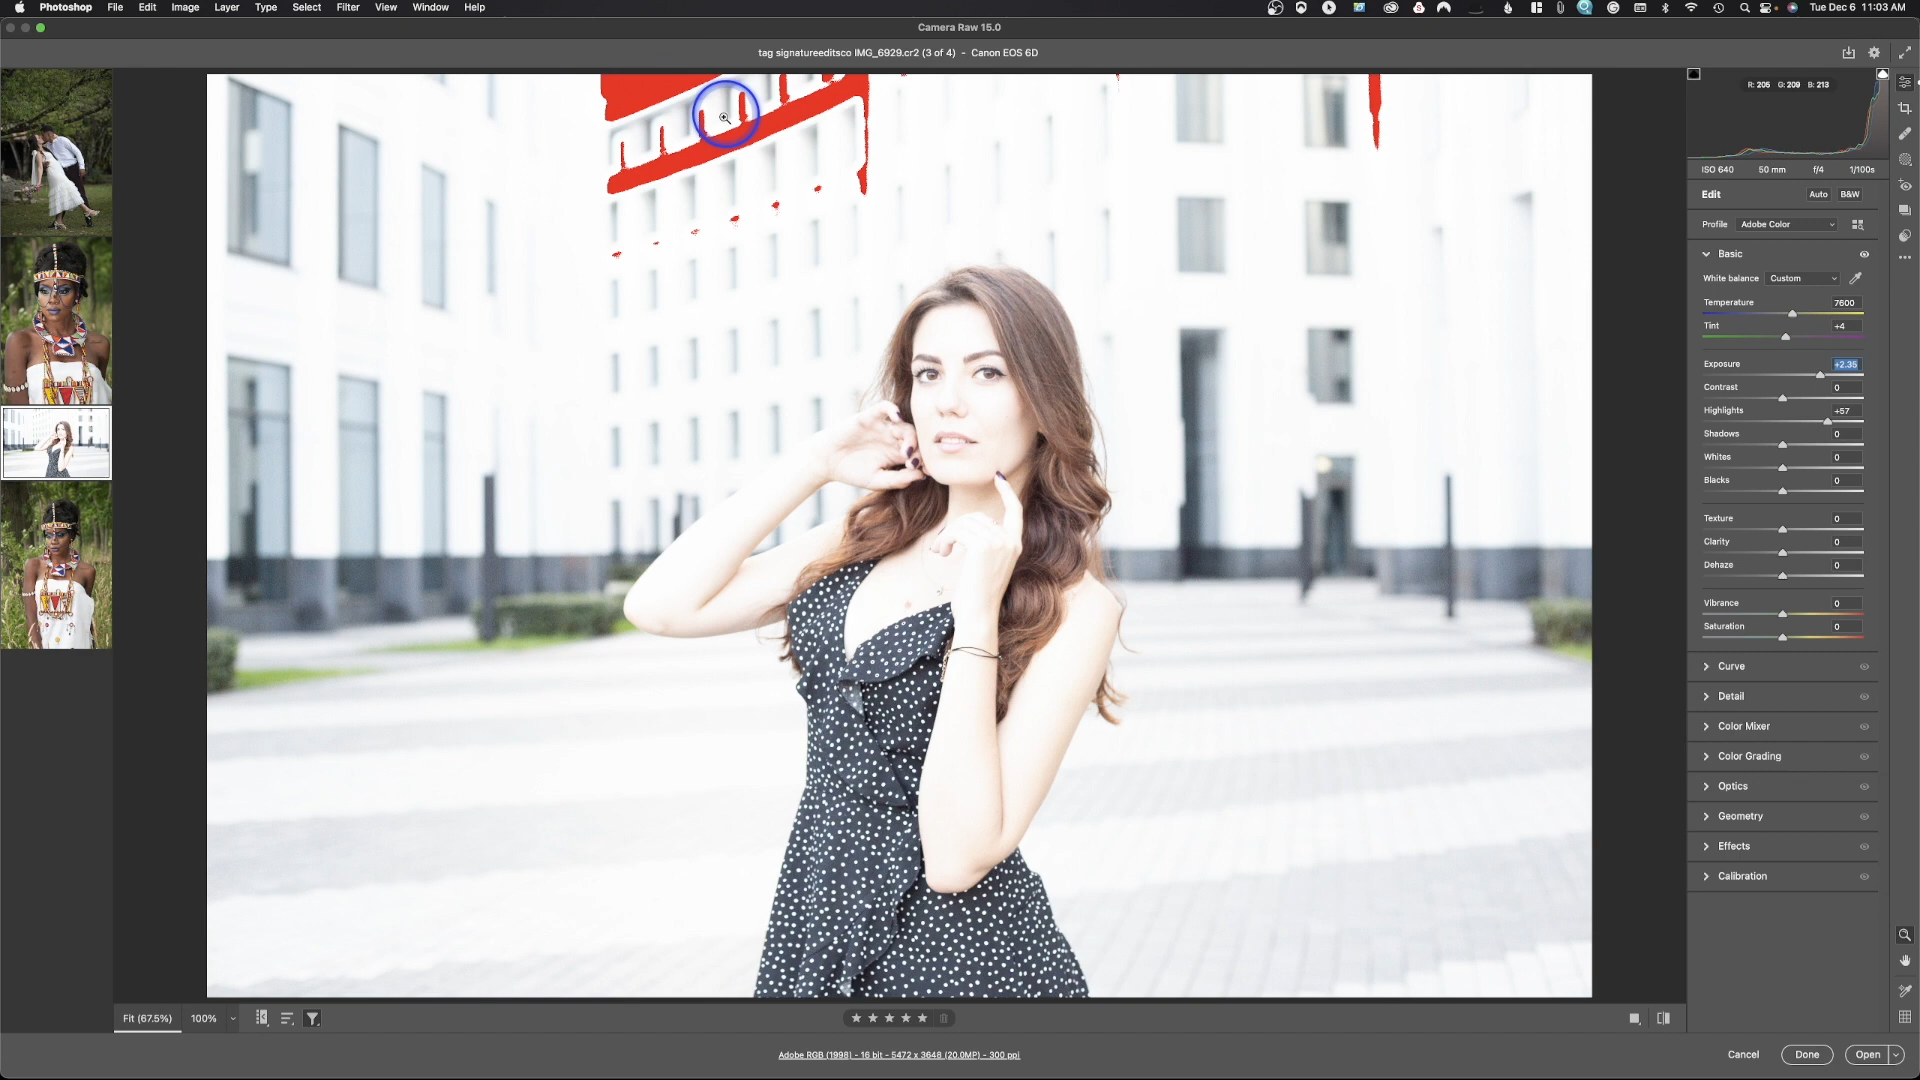 Photoshop File Edit Image Layer Type Select Filter View Window Help Tue Dec 6 11:03 AM
Camera Raw 15.0
tag signatureeditsco IMG_6929.cr2 (3 of 4) - Canon EOS 6D
R: 205 G: 209 B: 213
ISO 640 50 mm f/4 1/100s
Edit Auto B&W
Profile Adobe Color
Basic
White balance Custom
Temperature 7600
Tint +4
Exposure +2.35
Contrast 0
Highlights +57
Shadows 0
Whites 0
Blacks 0
Texture 0
Clarity 0
Dehaze 0
Vibrance 0
Saturation 0
Curve
Detail
Color Mixer
Color Grading
Optics
Geometry
Effects
Calibration
Fit (67.5%) 100%
Adobe RGB (1998) - 16 bit - 5472 x 3648 (20.0MP) - 300 ppi
Cancel Done Open